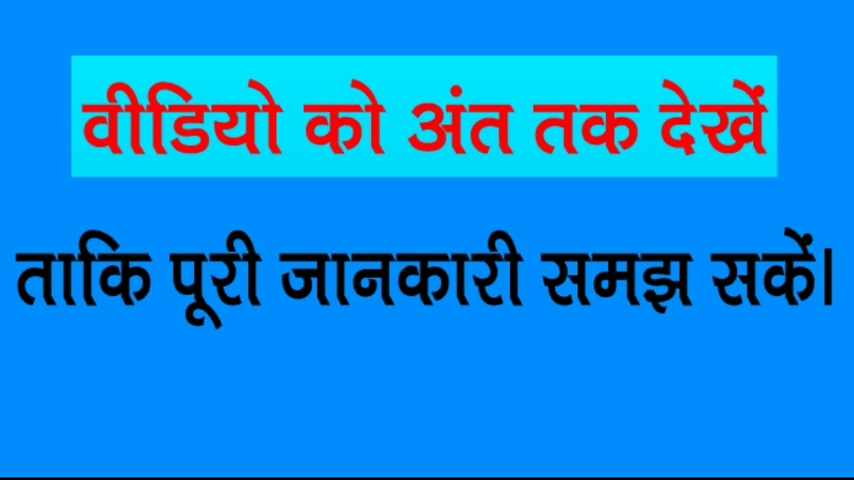 वीडियो को अंत तक देखें
ताकि पूरी जानकारी समझ सकें।